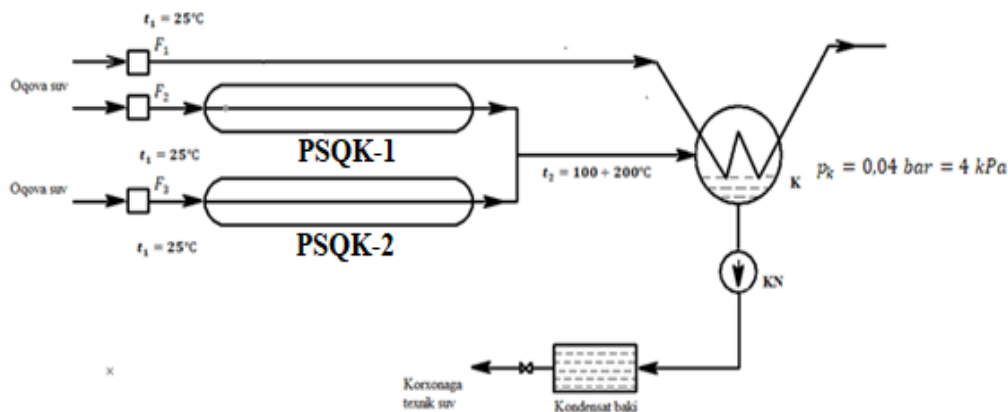 t₁ = 25℃
F₁
Oqova suv
F₂
PSQK-1
t₁ = 25℃
t₂ = 100 ÷ 200℃
K
pₖ = 0,04 bar = 4 kPa
Oqova suv
F₃
PSQK-2
t₁ = 25℃
KN
Korxonaga
texnik suv
Kondensat baki